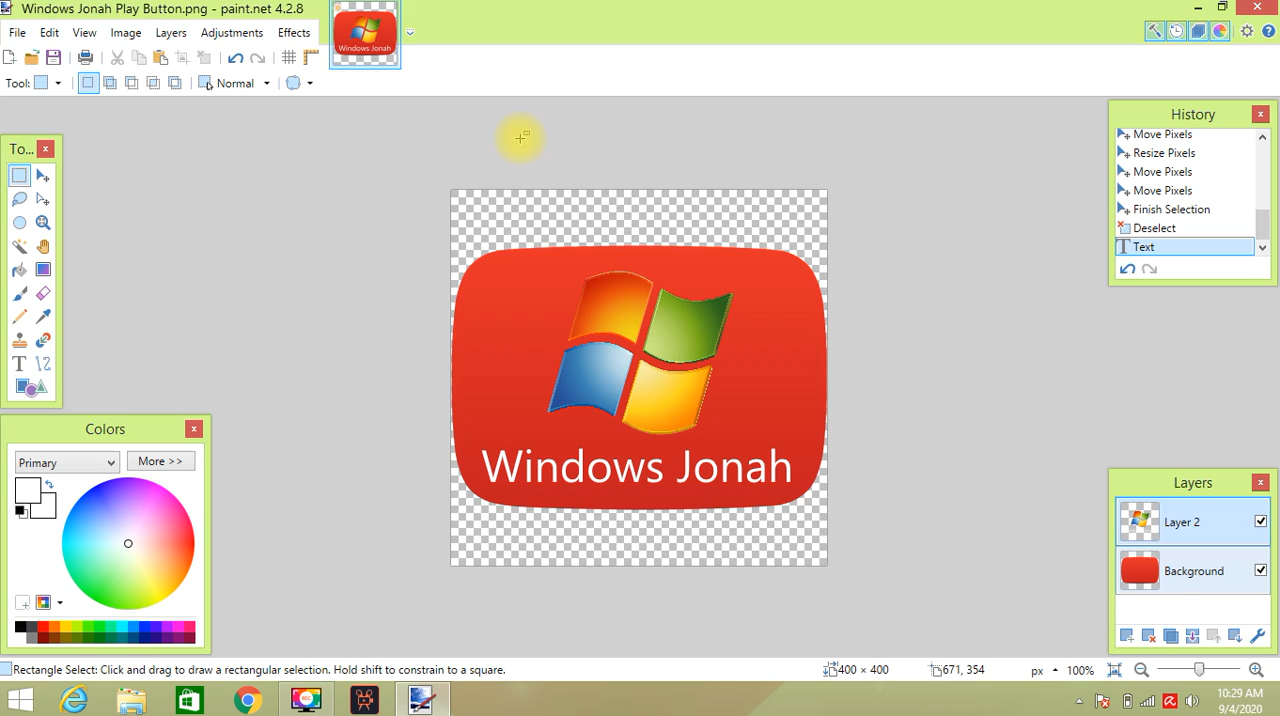 Windows Jonah Play Button.png - paint.net 4.2.8
File Edit View Image Layers Adjustments Effects
Windows Jonah
Tool: Normal
To...
History
Move Pixels
Resize Pixels
Move Pixels
Move Pixels
Finish Selection
Deselect
Text
Windows Jonah
Colors
Primary
More >>
Layers
Layer 2
Background
Rectangle Select: Click and drag to draw a rectangular selection. Hold shift to constrain to a square.
400 × 400
671, 354
px
100%
REC
10:29 AM
9/4/2020